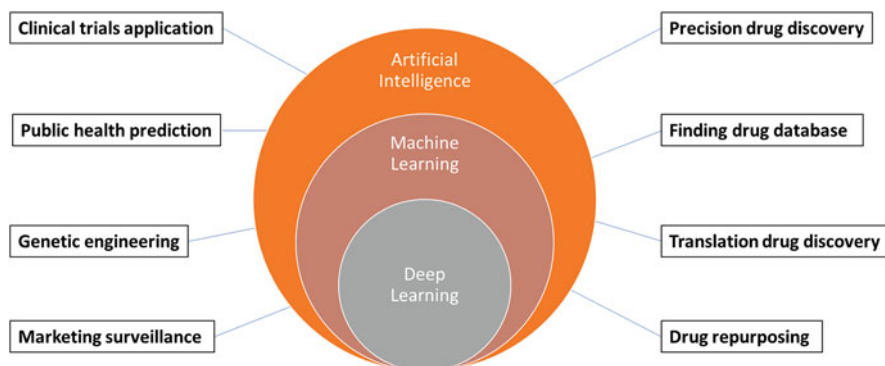 Clinical trials application
Precision drug discovery
Artificial
Intelligence
Public health prediction
Finding drug database
Machine
Learning
Genetic engineering
Translation drug discovery
Deep
Learning
Marketing surveillance
Drug repurposing